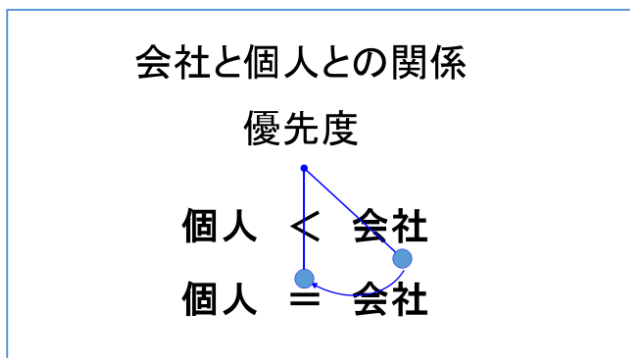 会社と個人との関係
優先度
個人 < 会社
個人 = 会社